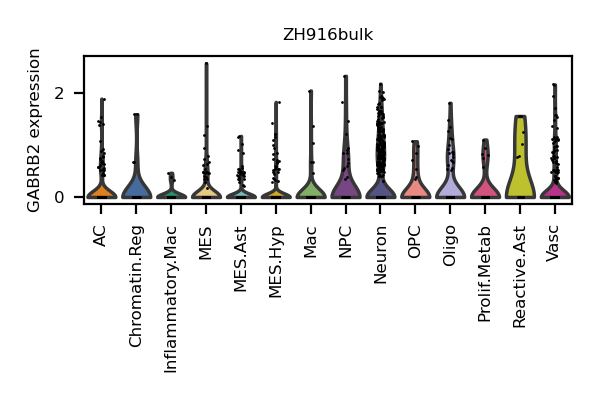 ZH916bulk
GABRB2 expression
2
0
AC
Chromatin.Reg
Inflammatory.Mac
MES
MES.Ast
MES.Hyp
Mac
NPC
Neuron
OPC
Oligo
Prolif.Metab
Reactive.Ast
Vasc